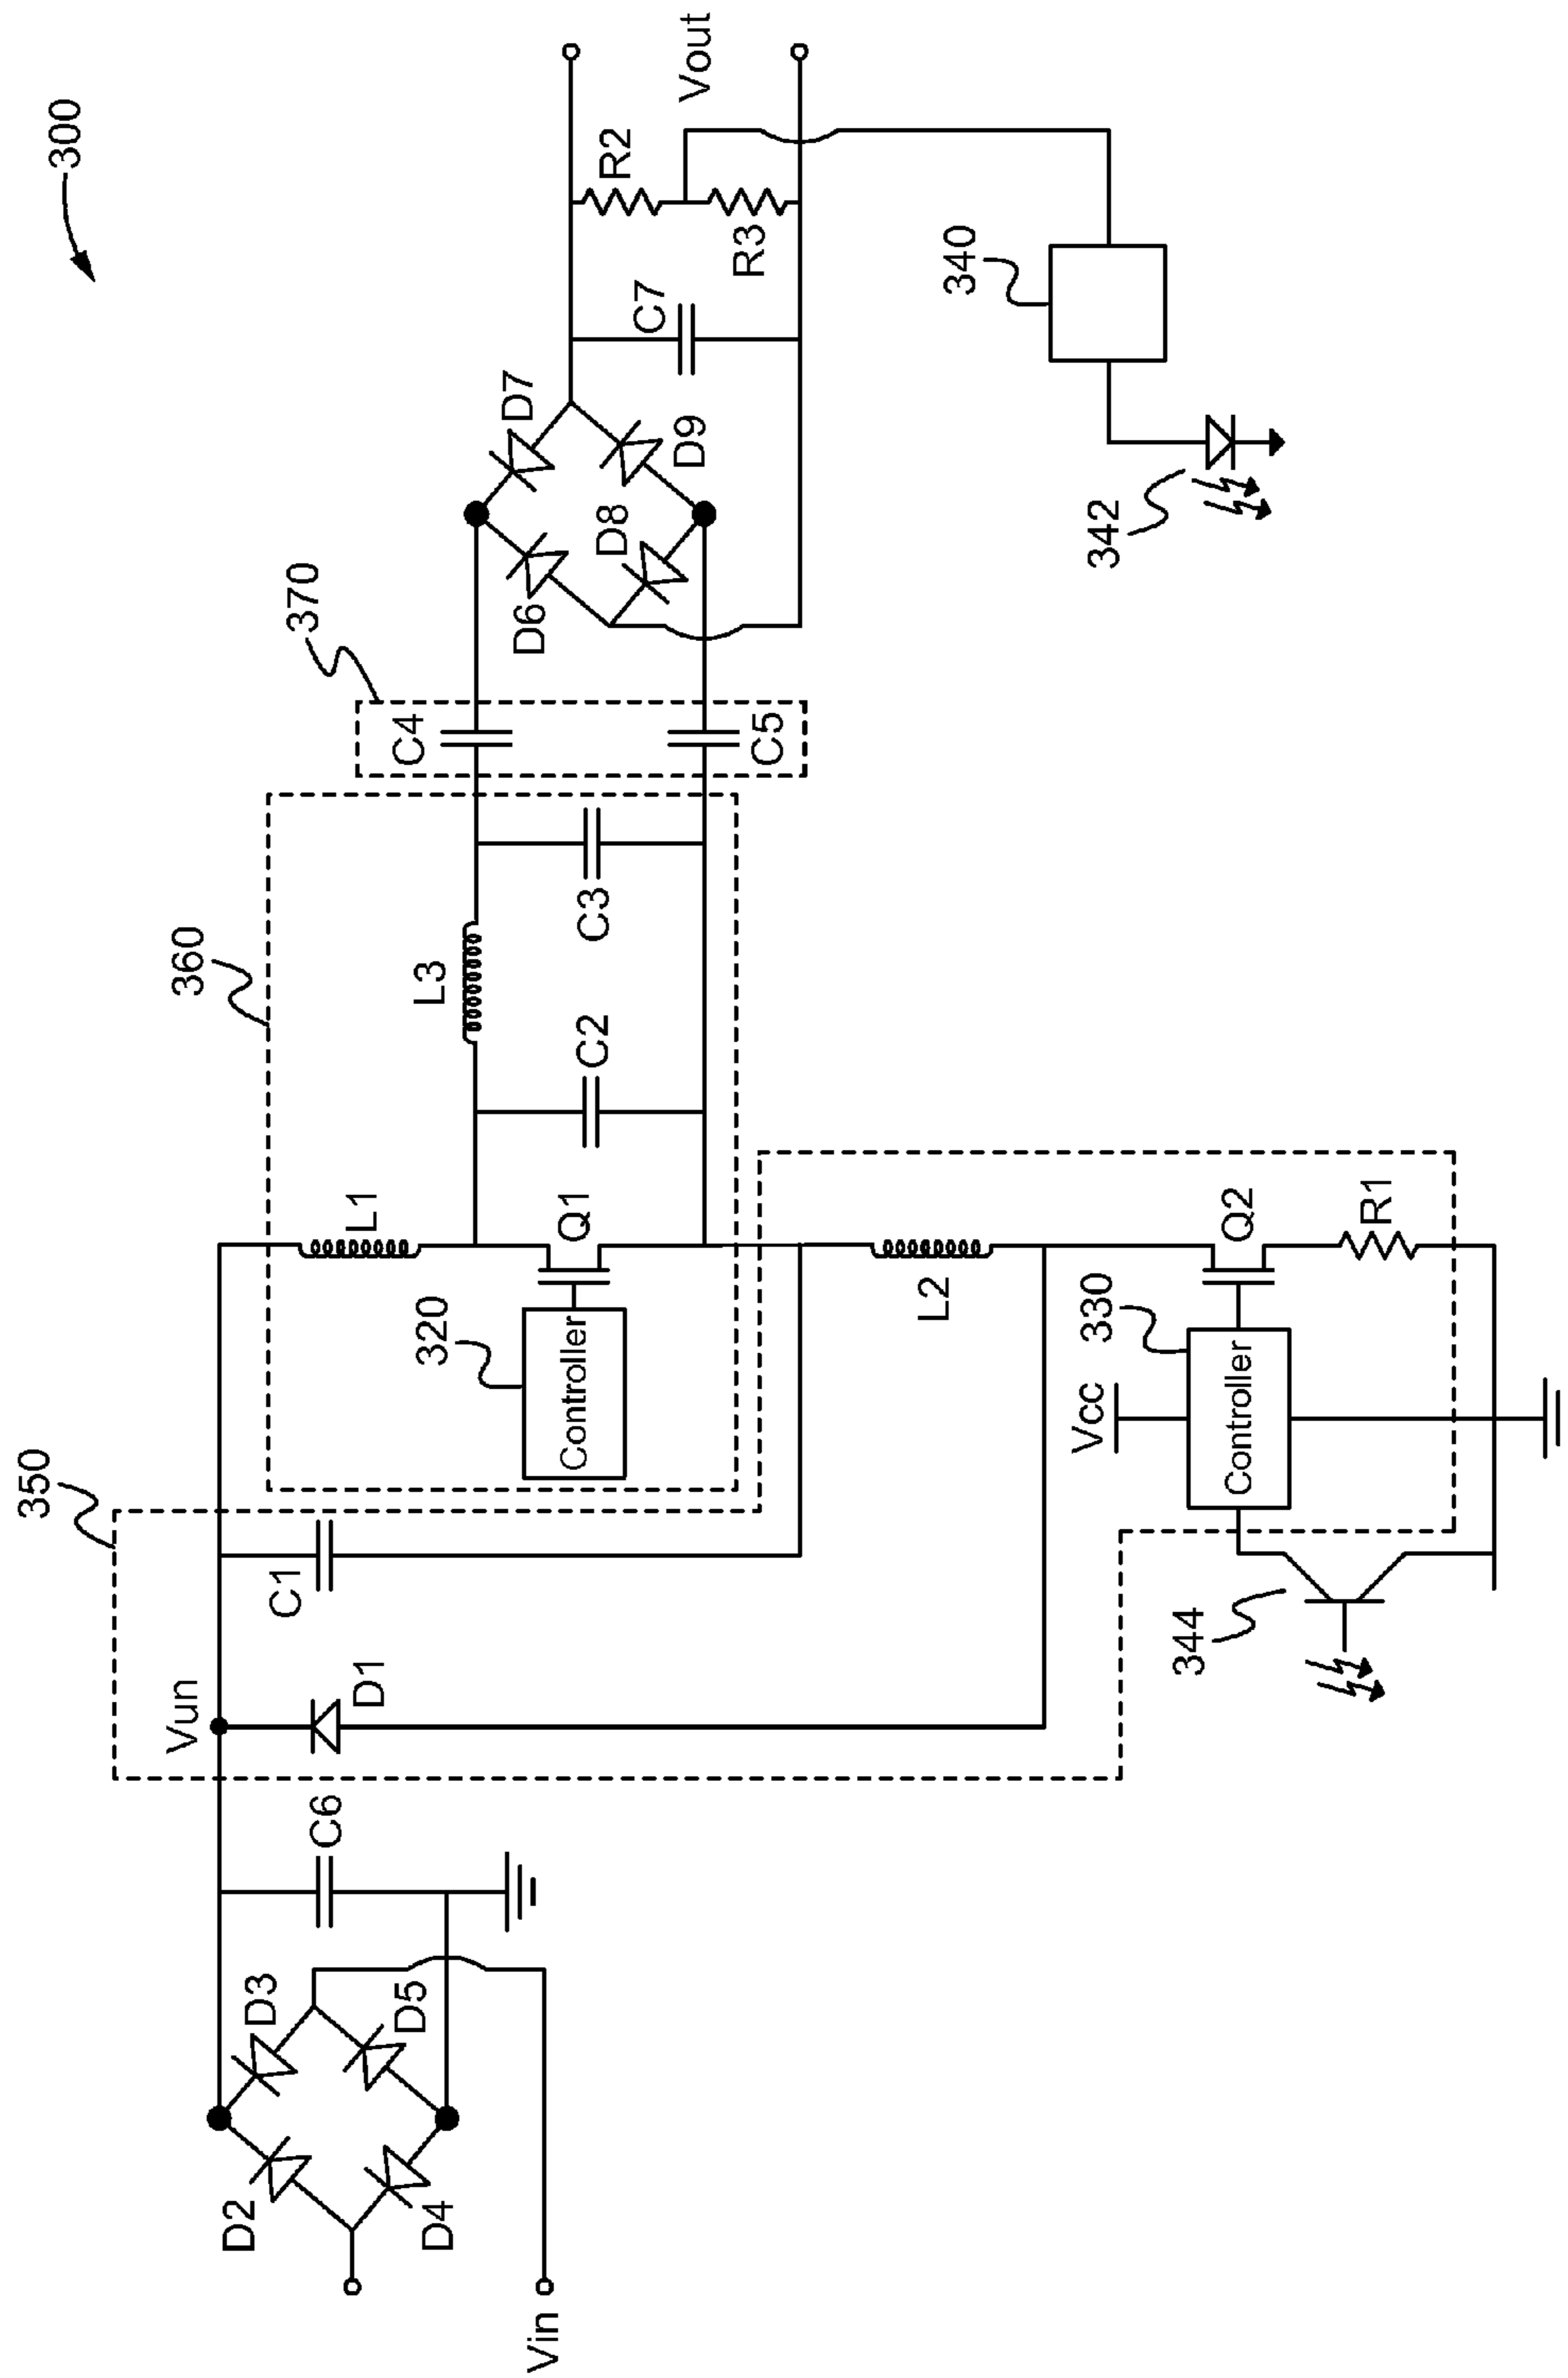 300
350
360
370
Vun
L1
L3
C4
D7
D3
D2
C6
D1
C1
320
Controller
Q1
C2
C3
D6
D8
C7
R2
Vout
D5
D4
C5
D9
R3
Vin
L2
340
Vcc
330
Controller
Q2
R1
344
342